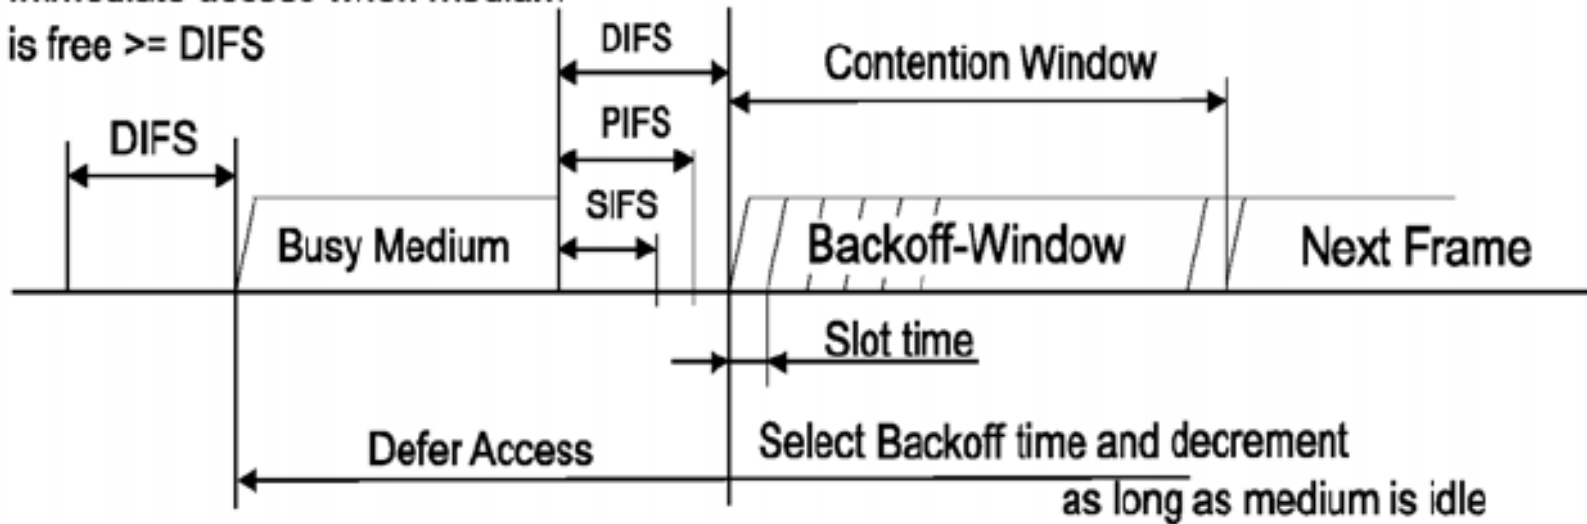 is free >= DIFS
DIFS
Contention Window
PIFS
DIFS
SIFS
Busy Medium
Backoff-Window
Next Frame
Slot time
Defer Access
Select Backoff time and decrement
as long as medium is idle